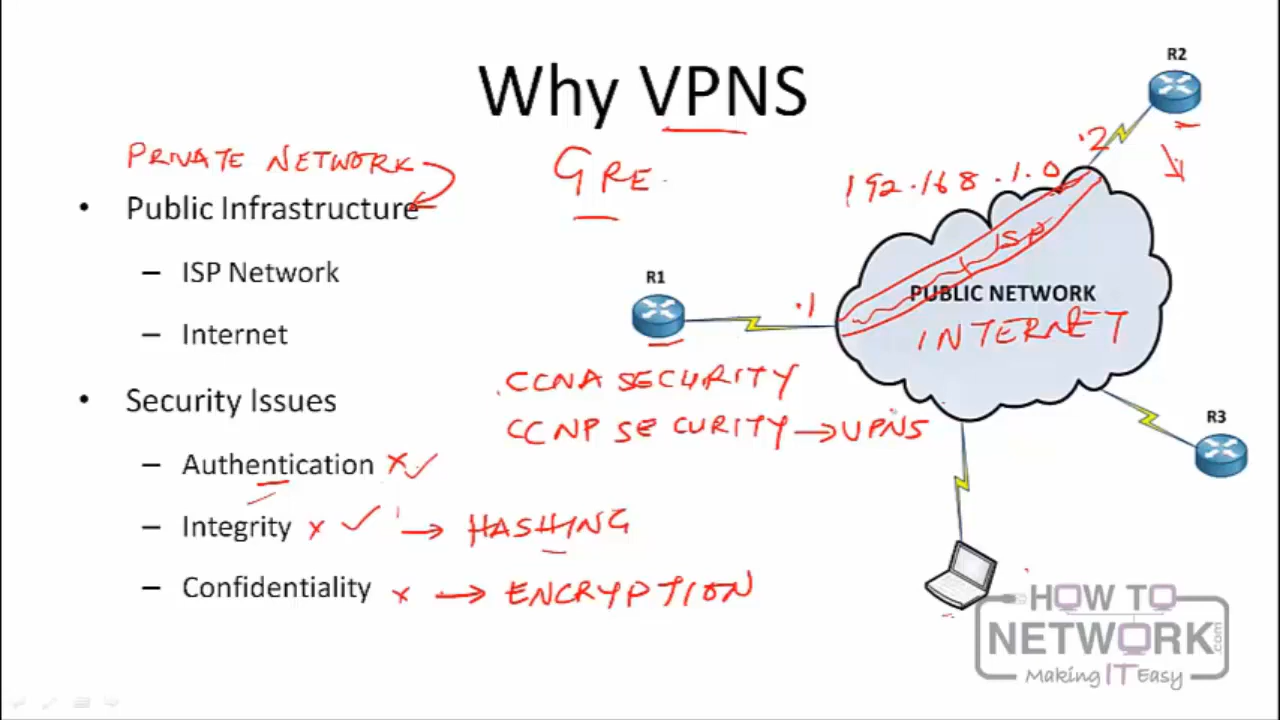 Why VPNS
PRIVATE NETWORK
GRE
• Public Infrastructure
– ISP Network
– Internet
• Security Issues
– Authentication
– Integrity → HASHING
– Confidentiality → ENCRYPTION
CCNA SECURITY
CCNP SECURITY → VPNS
R2
.2
192.168.1.0
ISP
R1
.1
PUBLIC NETWORK
INTERNET
R3
HOW TO
NETWORK.com
Making IT Easy